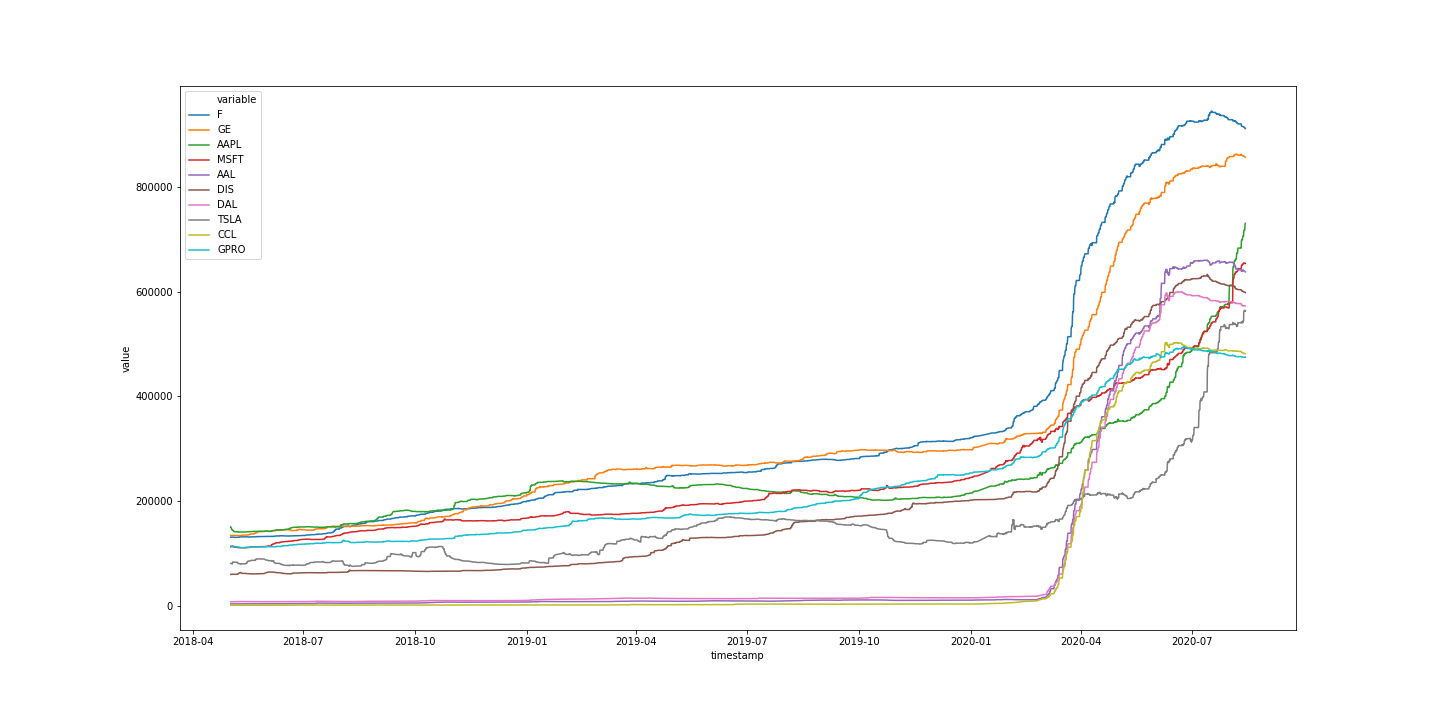 variable
F
GE
AAPL
MSFT
AAL
DIS
DAL
TSLA
CCL
GPRO
value
800000
600000
400000
200000
0
2018-04 2018-07 2018-10 2019-01 2019-04 2019-07 2019-10 2020-01 2020-04 2020-07
timestamp